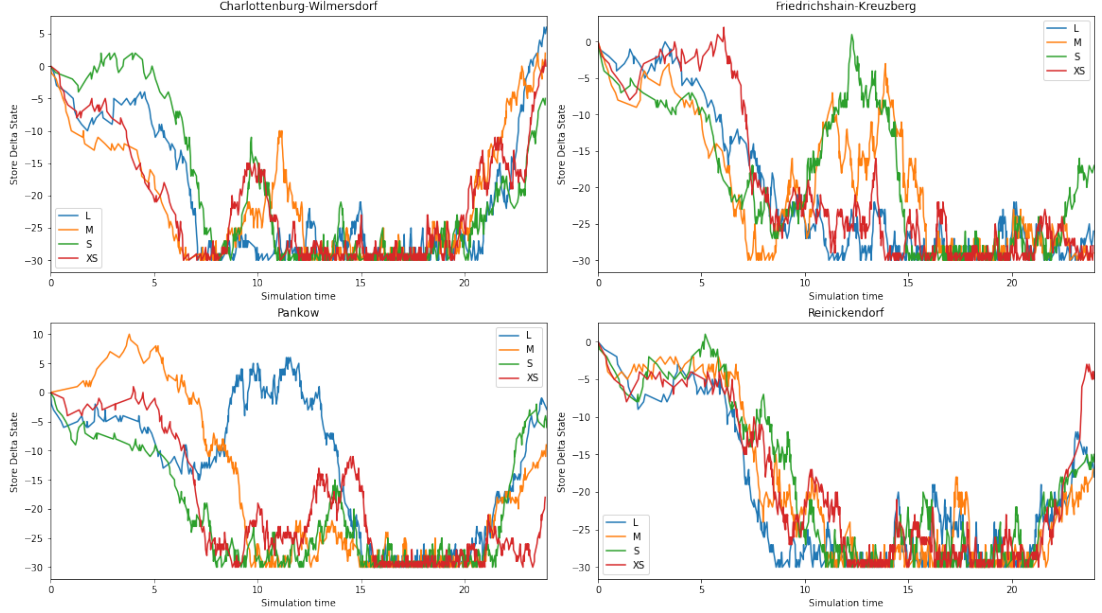 Charlottenburg-Wilmersdorf
Store Delta State
5
0
−5
−10
−15
−20
−25
−30
L
M
S
XS
0
5
10
15
20
Simulation time
Friedrichshain-Kreuzberg
Store Delta State
0
−5
−10
−15
−20
−25
−30
L
M
S
XS
0
5
10
15
20
Simulation time
Pankow
Store Delta State
10
5
0
−5
−10
−15
−20
−25
−30
L
M
S
XS
0
5
10
15
20
Simulation time
Reinickendorf
Store Delta State
0
−5
−10
−15
−20
−25
−30
L
M
S
XS
0
5
10
15
20
Simulation time